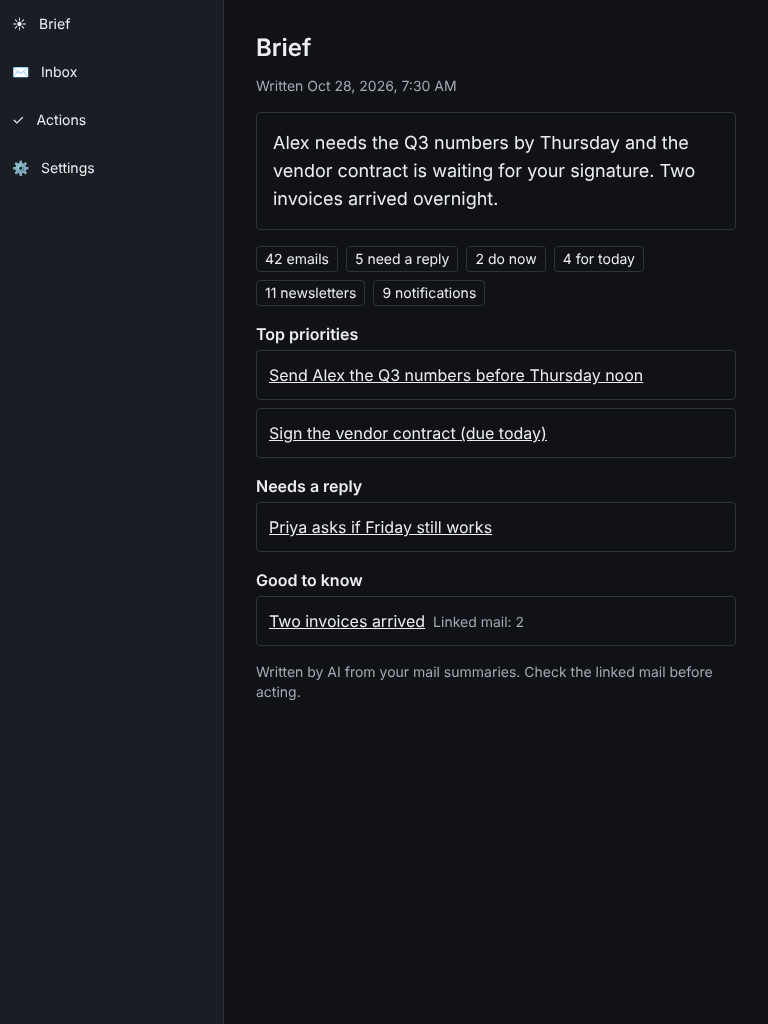 Brief
Inbox
Actions
Settings
Brief
Written Oct 28, 2026, 7:30 AM
Alex needs the Q3 numbers by Thursday and the
vendor contract is waiting for your signature. Two
invoices arrived overnight.
42 emails
5 need a reply
2 do now
4 for today
11 newsletters
9 notifications
Top priorities
Send Alex the Q3 numbers before Thursday noon
Sign the vendor contract (due today)
Needs a reply
Priya asks if Friday still works
Good to know
Two invoices arrived Linked mail: 2
Written by AI from your mail summaries. Check the linked mail before
acting.